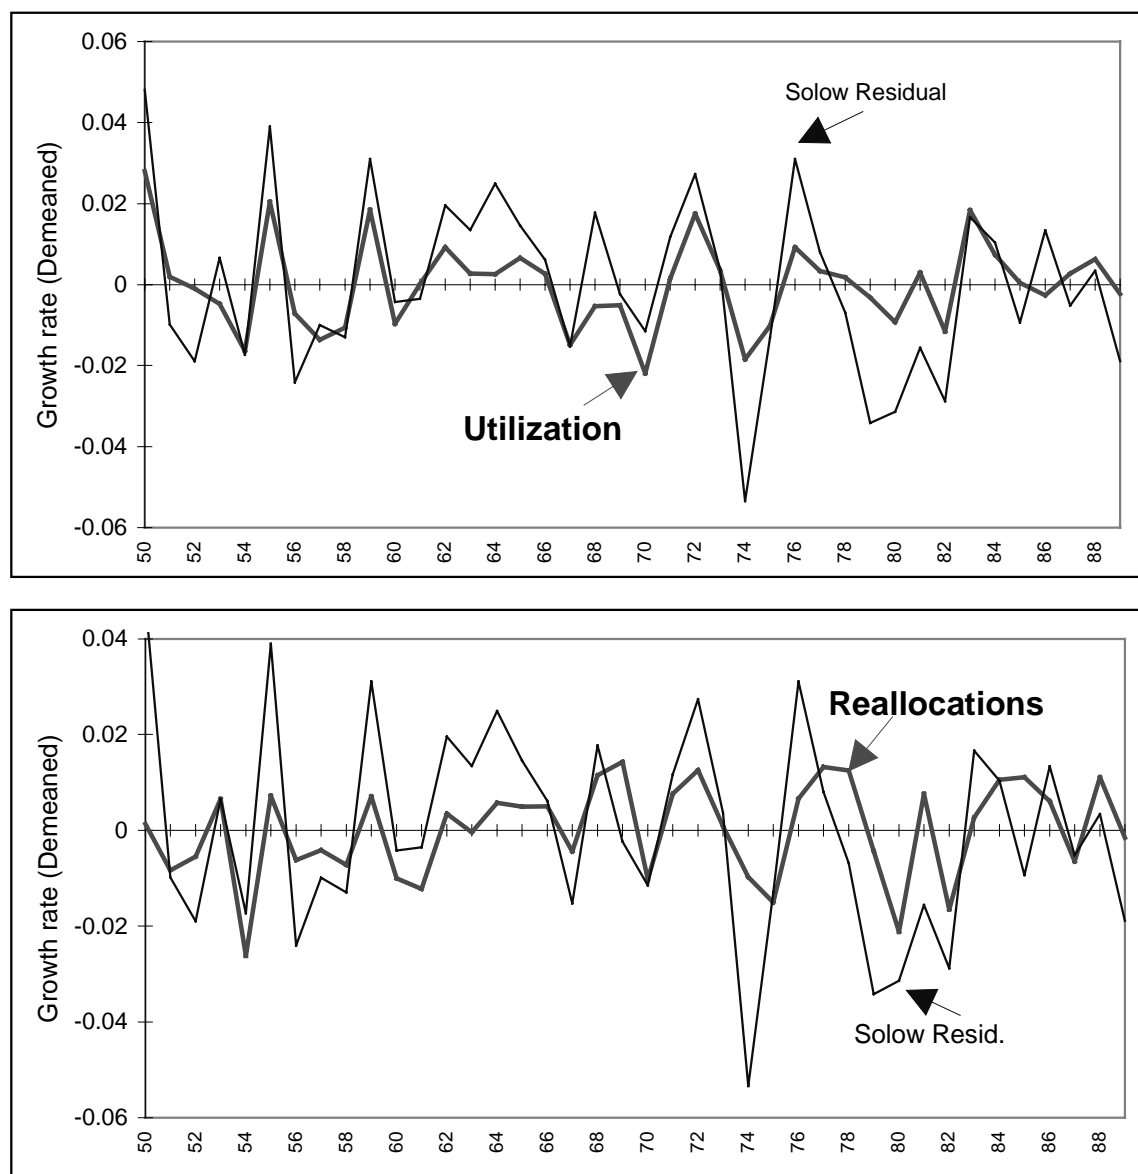 0.06
Solow Residual
0.04
0.02
0
-0.02
Utilization
-0.04
-0.06
Growth rate (Demeaned)
50 52 54 56 58 60 62 64 66 68 70 72 74 76 78 80 82 84 86 88
0.04
Reallocations
0.02
0
-0.02
-0.04
Solow Resid.
-0.06
Growth rate (Demeaned)
50 52 54 56 58 60 62 64 66 68 70 72 74 76 78 80 82 84 86 88